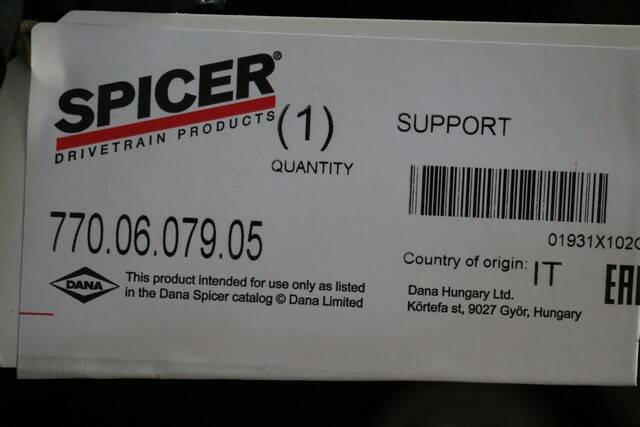 SPICER®
DRIVETRAIN PRODUCTS
(1)
QUANTITY
SUPPORT
770.06.079.05
01931X102
Country of origin: IT
DANA
This product intended for use only as listed
in the Dana Spicer catalog © Dana Limited
Dana Hungary Ltd.
Körtefa st, 9027 Győr, Hungary
EAC